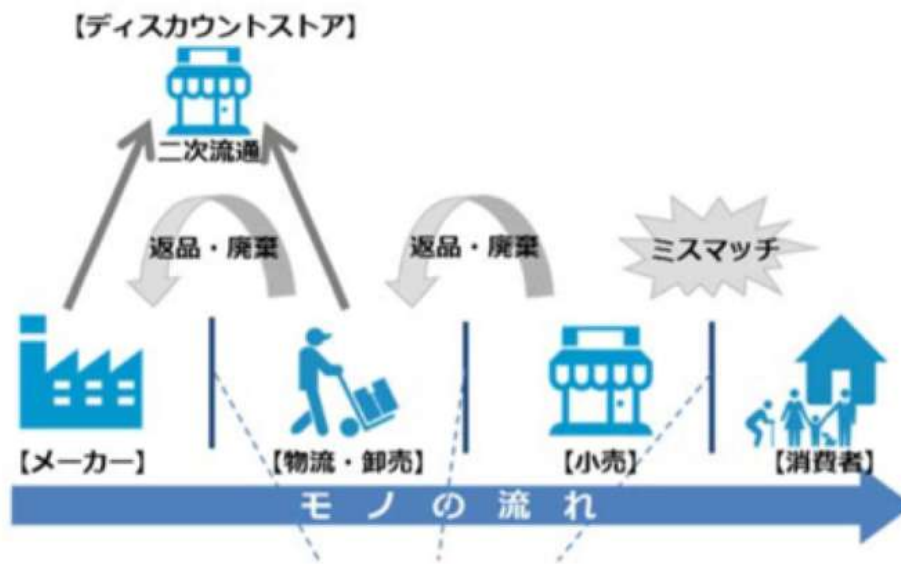 【ディスカウントストア】
二次流通
返品・廃棄
返品・廃棄
ミスマッチ
【メーカー】
【物流・卸売】
【小売】
【消費者】
モノの流れ